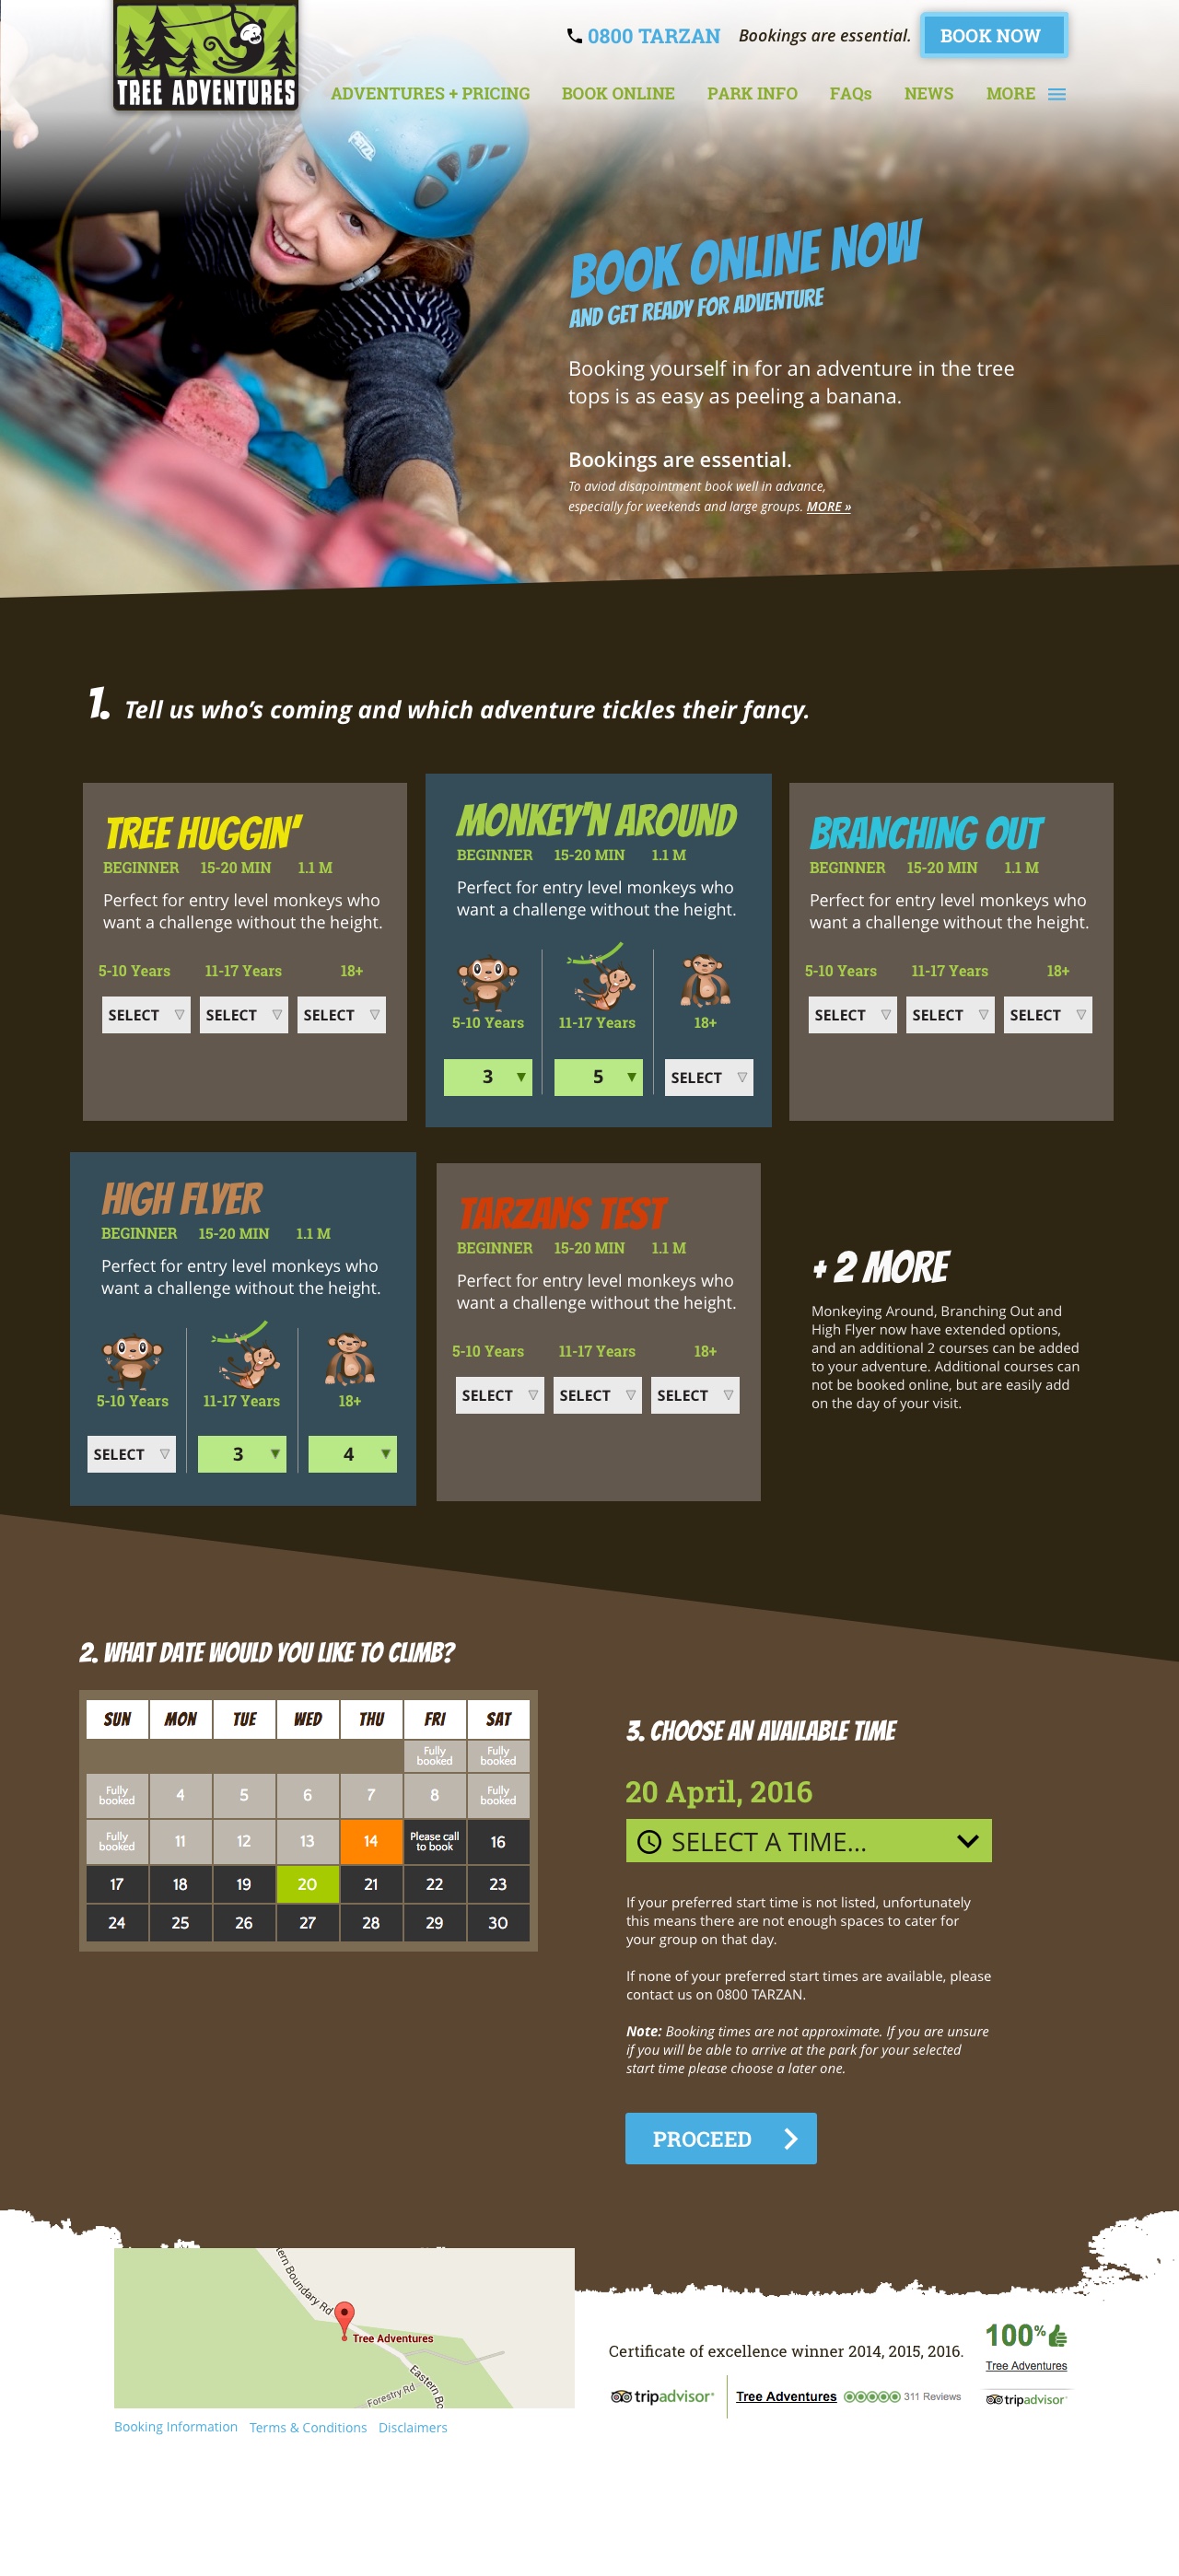 TREE ADVENTURES
0800 TARZAN Bookings are essential. BOOK NOW
ADVENTURES + PRICING BOOK ONLINE PARK INFO FAQs NEWS MORE
PETZL
BOOK ONLINE NOW
AND GET READY FOR ADVENTURE
Booking yourself in for an adventure in the tree
tops is as easy as peeling a banana.
Bookings are essential.
To aviod disapointment book well in advance,
especially for weekends and large groups. MORE »
1. Tell us who’s coming and which adventure tickles their fancy.
TREE HUGGIN'
BEGINNER 15-20 MIN 1.1 M
Perfect for entry level monkeys who
want a challenge without the height.
5-10 Years 11-17 Years 18+
SELECT SELECT SELECT
MONKEY'N AROUND
BEGINNER 15-20 MIN 1.1 M
Perfect for entry level monkeys who
want a challenge without the height.
5-10 Years 11-17 Years 18+
3 5 SELECT
BRANCHING OUT
BEGINNER 15-20 MIN 1.1 M
Perfect for entry level monkeys who
want a challenge without the height.
5-10 Years 11-17 Years 18+
SELECT SELECT SELECT
HIGH FLYER
BEGINNER 15-20 MIN 1.1 M
Perfect for entry level monkeys who
want a challenge without the height.
5-10 Years 11-17 Years 18+
SELECT 3 4
TARZANS TEST
BEGINNER 15-20 MIN 1.1 M
Perfect for entry level monkeys who
want a challenge without the height.
5-10 Years 11-17 Years 18+
SELECT SELECT SELECT
+ 2 MORE
Monkeying Around, Branching Out and
High Flyer now have extended options,
and an additional 2 courses can be added
to your adventure. Additional courses can
not be booked online, but are easily add
on the day of your visit.
2. WHAT DATE WOULD YOU LIKE TO CLIMB?
SUN MON TUE WED THU FRI SAT
Fully booked Fully booked
Fully booked 4 5 6 7 8 Fully booked
Fully booked 11 12 13 14 Please call to book 16
17 18 19 20 21 22 23
24 25 26 27 28 29 30
3. CHOOSE AN AVAILABLE TIME
20 April, 2016
SELECT A TIME...
If your preferred start time is not listed, unfortunately
this means there are not enough spaces to cater for
your group on that day.
If none of your preferred start times are available, please
contact us on 0800 TARZAN.
Note: Booking times are not approximate. If you are unsure
if you will be able to arrive at the park for your selected
start time please choose a later one.
PROCEED
tern Boundary Rd
Tree Adventures
Eastern Bo
Forestry Rd
Booking Information Terms & Conditions Disclaimers
Certificate of excellence winner 2014, 2015, 2016.
tripadvisor Tree Adventures 311 Reviews
100%
Tree Adventures
tripadvisor